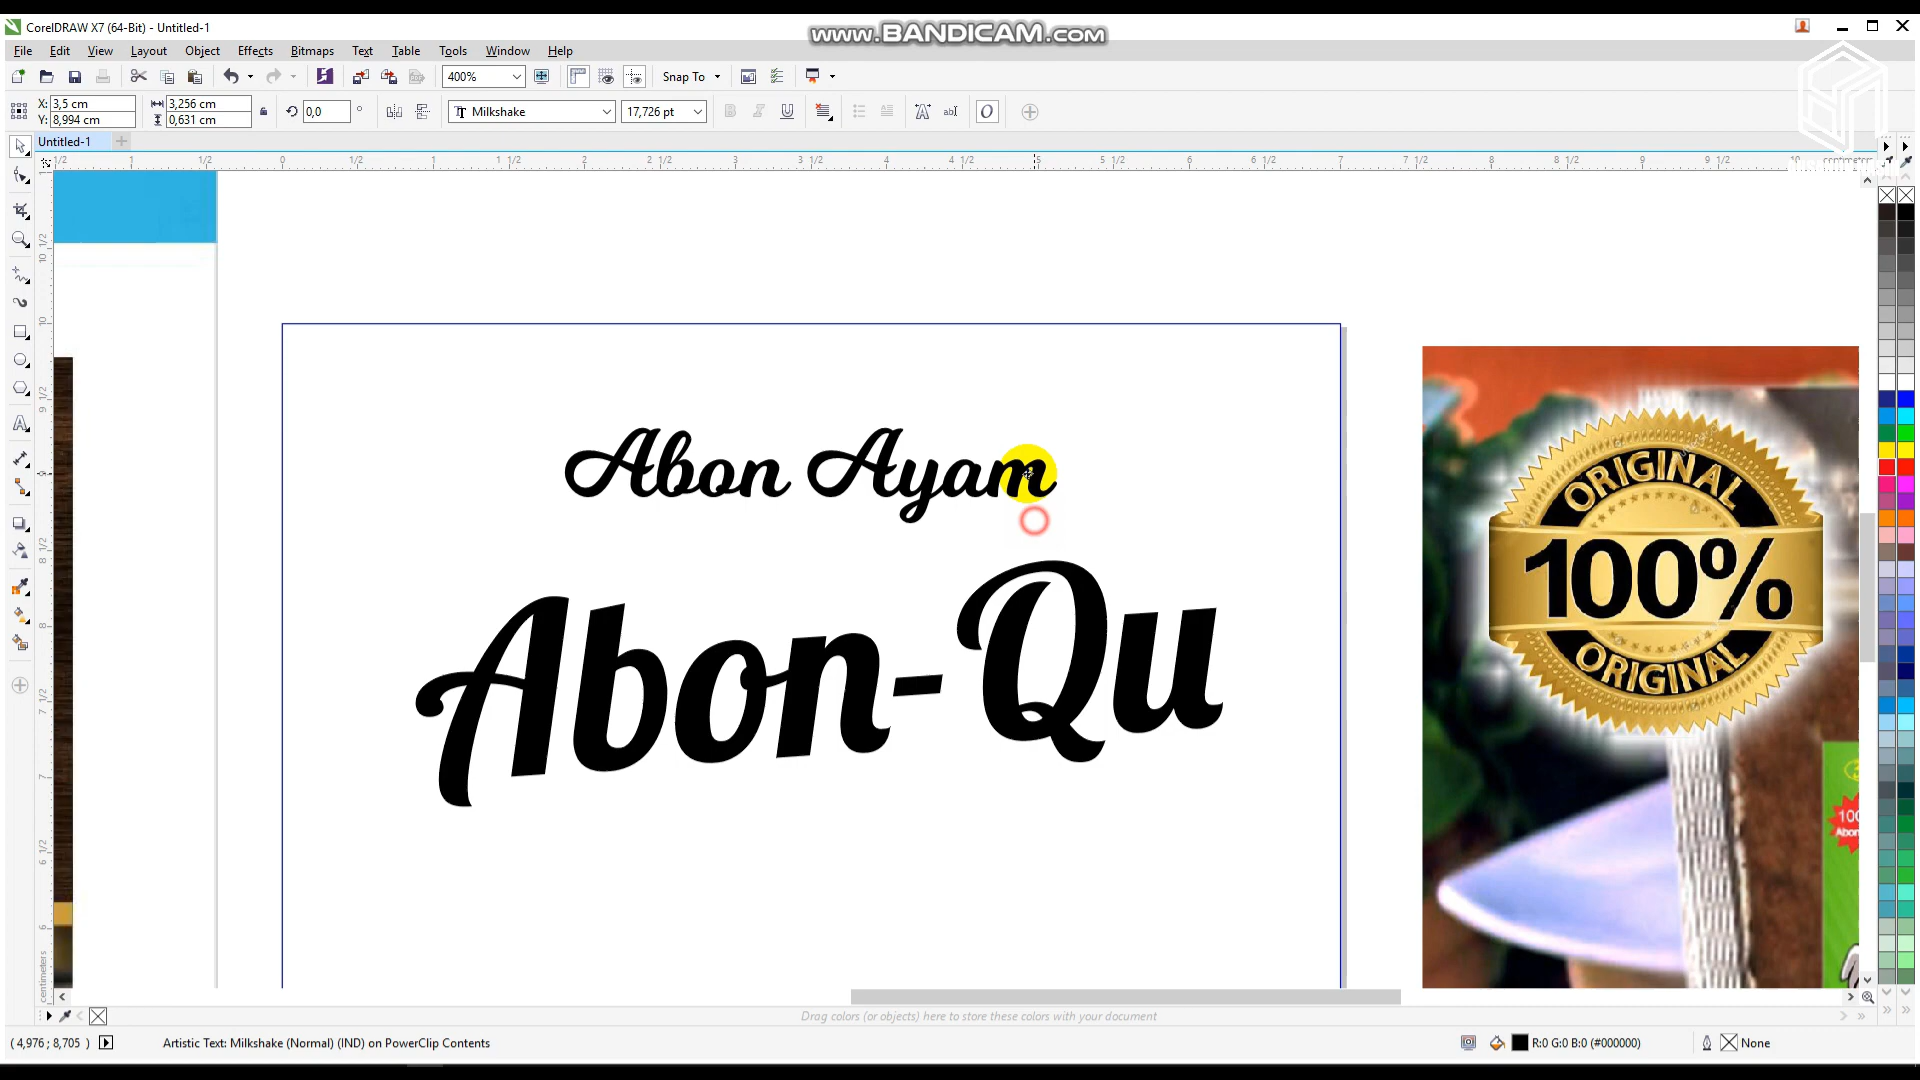 CorelDRAW X7 (64-Bit) - Untitled-1
www.BANDICAM.com
File Edit View Layout Object Effects Bitmaps Text Table Tools Window Help
400% Snap To
X: 3,5 cm 3,256 cm 0,0 ° Milkshake 17,726 pt
Y: 8,994 cm 0,631 cm
Untitled-1
Abon Ayam
Abon-Qu
ORIGINAL
100%
ORIGINAL
Drag colors (or objects) here to store these colors with your document
( 4,976 ; 8,705 ) Artistic Text: Milkshake (Normal) (IND) on PowerClip Contents R:0 G:0 B:0 (#000000) None